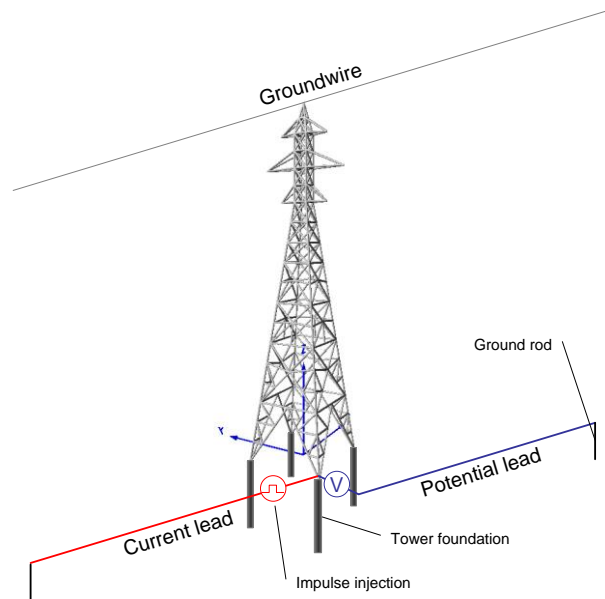 Groundwire
Z
Y
Ground rod
V
Potential lead
Current lead
Tower foundation
Impulse injection